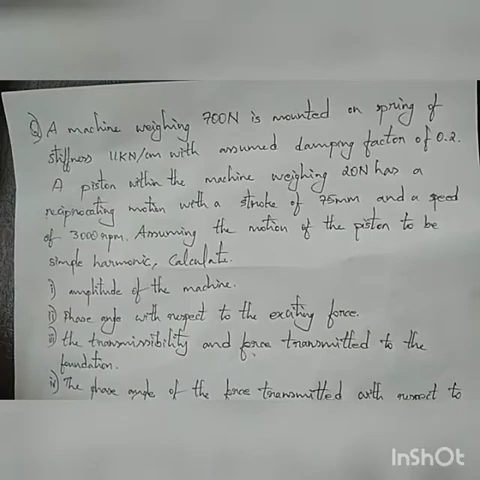 Q) A machine weighing 700N is mounted on spring of
stiffness 11KN/cm with assumed damping factor of 0.2.
A piston within the machine weighing 20N has a
reciprocating motion with a stroke of 75mm and a speed
of 3000rpm. Assuming the motion of the piston to be
simple harmonic, Calculate.
i) amplitude of the machine.
ii) Phase angle with respect to the exciting force.
iii) the transmissibility and force transmitted to the
foundation.
iv) The phase angle of the force transmitted with respect to
InShOt